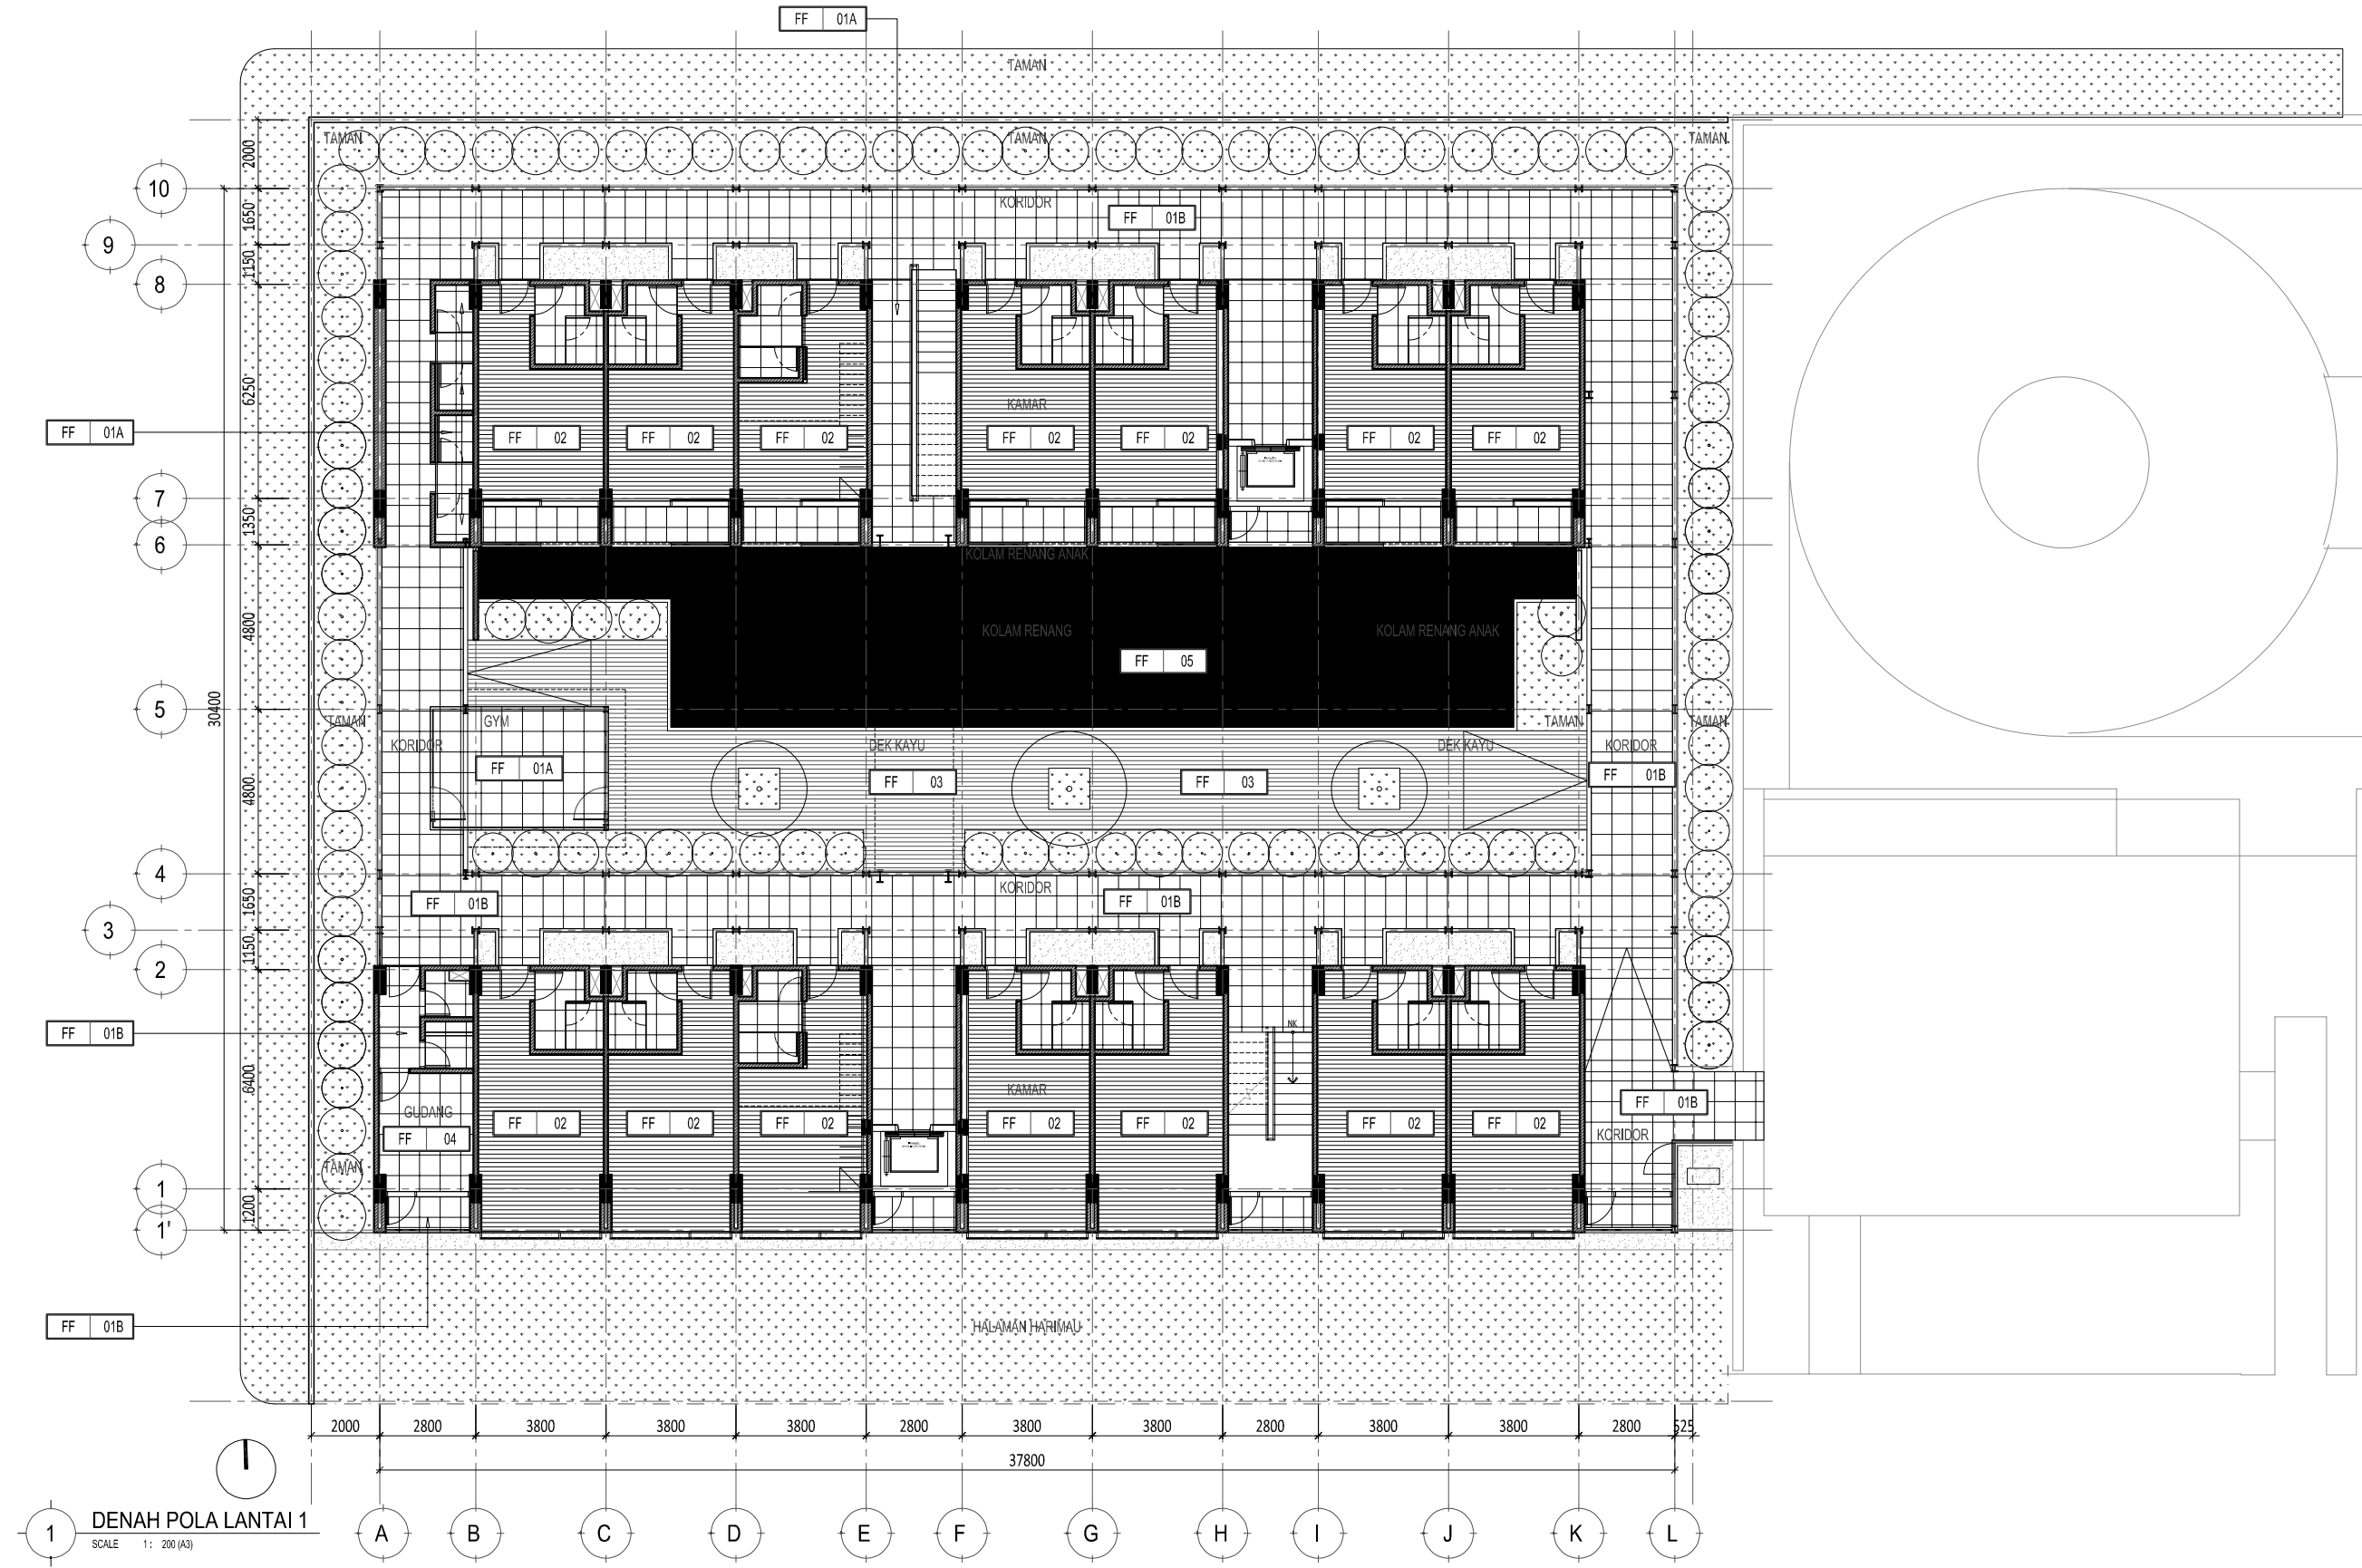 FF 01A
TAMAN
TAMAN TAMAN TAMAN
2000
10
KORIDOR
FF 01B
1650
9
1150
8
6250
KAMAR
FF 01A
FF 02 FF 02 FF 02 FF 02 FF 02 FF 02 FF 02
7
1350
6
KOLAM RENANG ANAK
4800
KOLAM RENANG KOLAM RENANG ANAK
FF 05
30400
5
TAMAN GYM TAMAN TAMAN
KORIDOR DEK KAYU DEK KAYU KORIDOR
FF 01A FF 03 FF 03 FF 01B
4800
4
KORIDOR
FF 01B FF 01B
1650
3
1150
2
NK
FF 01B
6400
KAMAR
GUDANG
FF 02 FF 02 FF 02 FF 02 FF 02 FF 02 FF 02 FF 01B
FF 04 KORIDOR
TAMAN
1
1200
1'
FF 01B
HALAMAN HARIMAU
2000 2800 3800 3800 3800 2800 3800 3800 2800 3800 3800 2800 525
37800
1 DENAH POLA LANTAI 1
SCALE 1 : 200 (A3)
A B C D E F G H I J K L